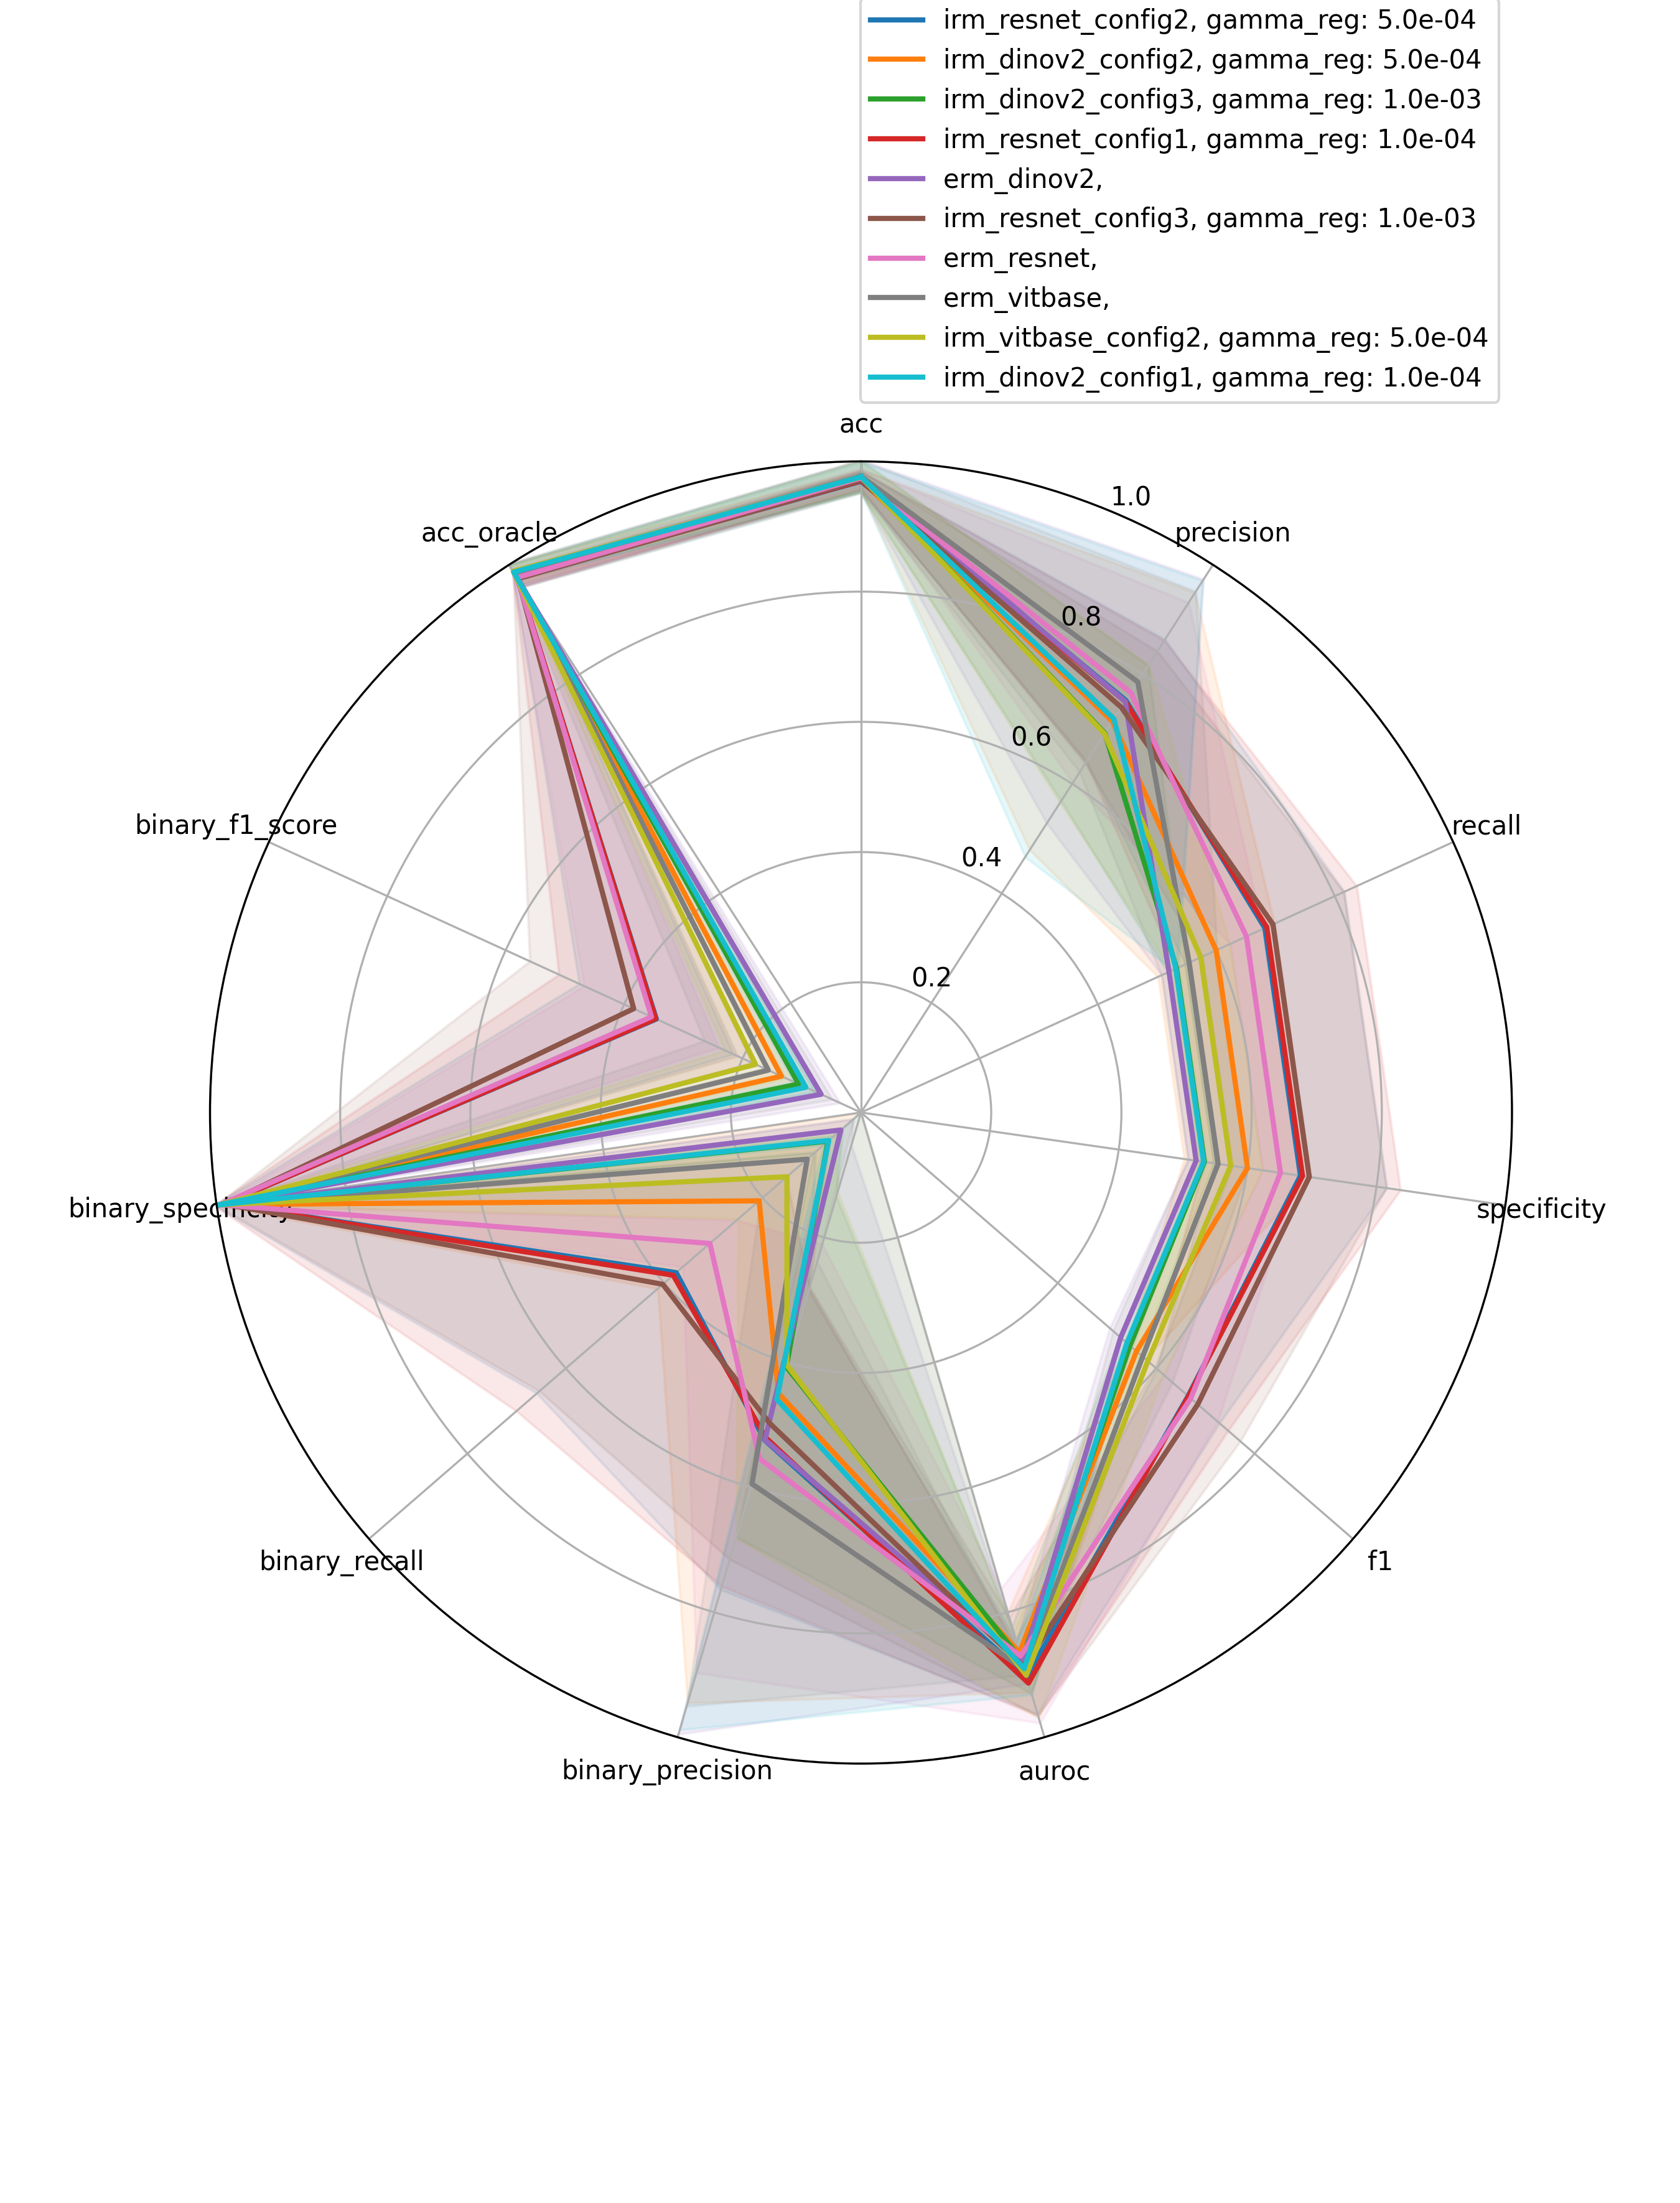 irm_resnet_config2, gamma_reg: 5.0e-04
irm_dinov2_config2, gamma_reg: 5.0e-04
irm_dinov2_config3, gamma_reg: 1.0e-03
irm_resnet_config1, gamma_reg: 1.0e-04
erm_dinov2,
irm_resnet_config3, gamma_reg: 1.0e-03
erm_resnet,
erm_vitbase,
irm_vitbase_config2, gamma_reg: 5.0e-04
irm_dinov2_config1, gamma_reg: 1.0e-04
acc
1.0
acc_oracle
precision
0.8
0.6
binary_f1_score
recall
0.4
0.2
binary_specificity
specificity
binary_recall
f1
binary_precision
auroc